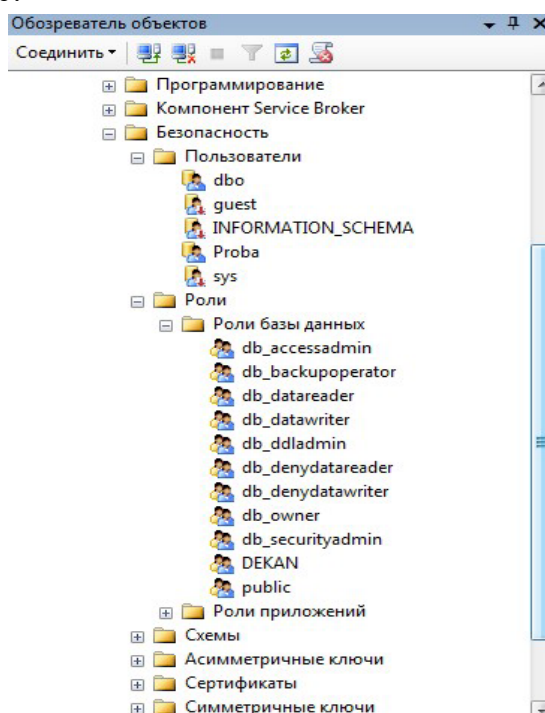 Обозреватель объектов
Соединить
Программирование
Компонент Service Broker
Безопасность
Пользователи
dbo
guest
INFORMATION_SCHEMA
Proba
sys
Роли
Роли базы данных
db_accessadmin
db_backupoperator
db_datareader
db_datawriter
db_ddladmin
db_denydatareader
db_denydatawriter
db_owner
db_securityadmin
DEKAN
public
Роли приложений
Схемы
Асимметричные ключи
Сертификаты
Симметричные ключи